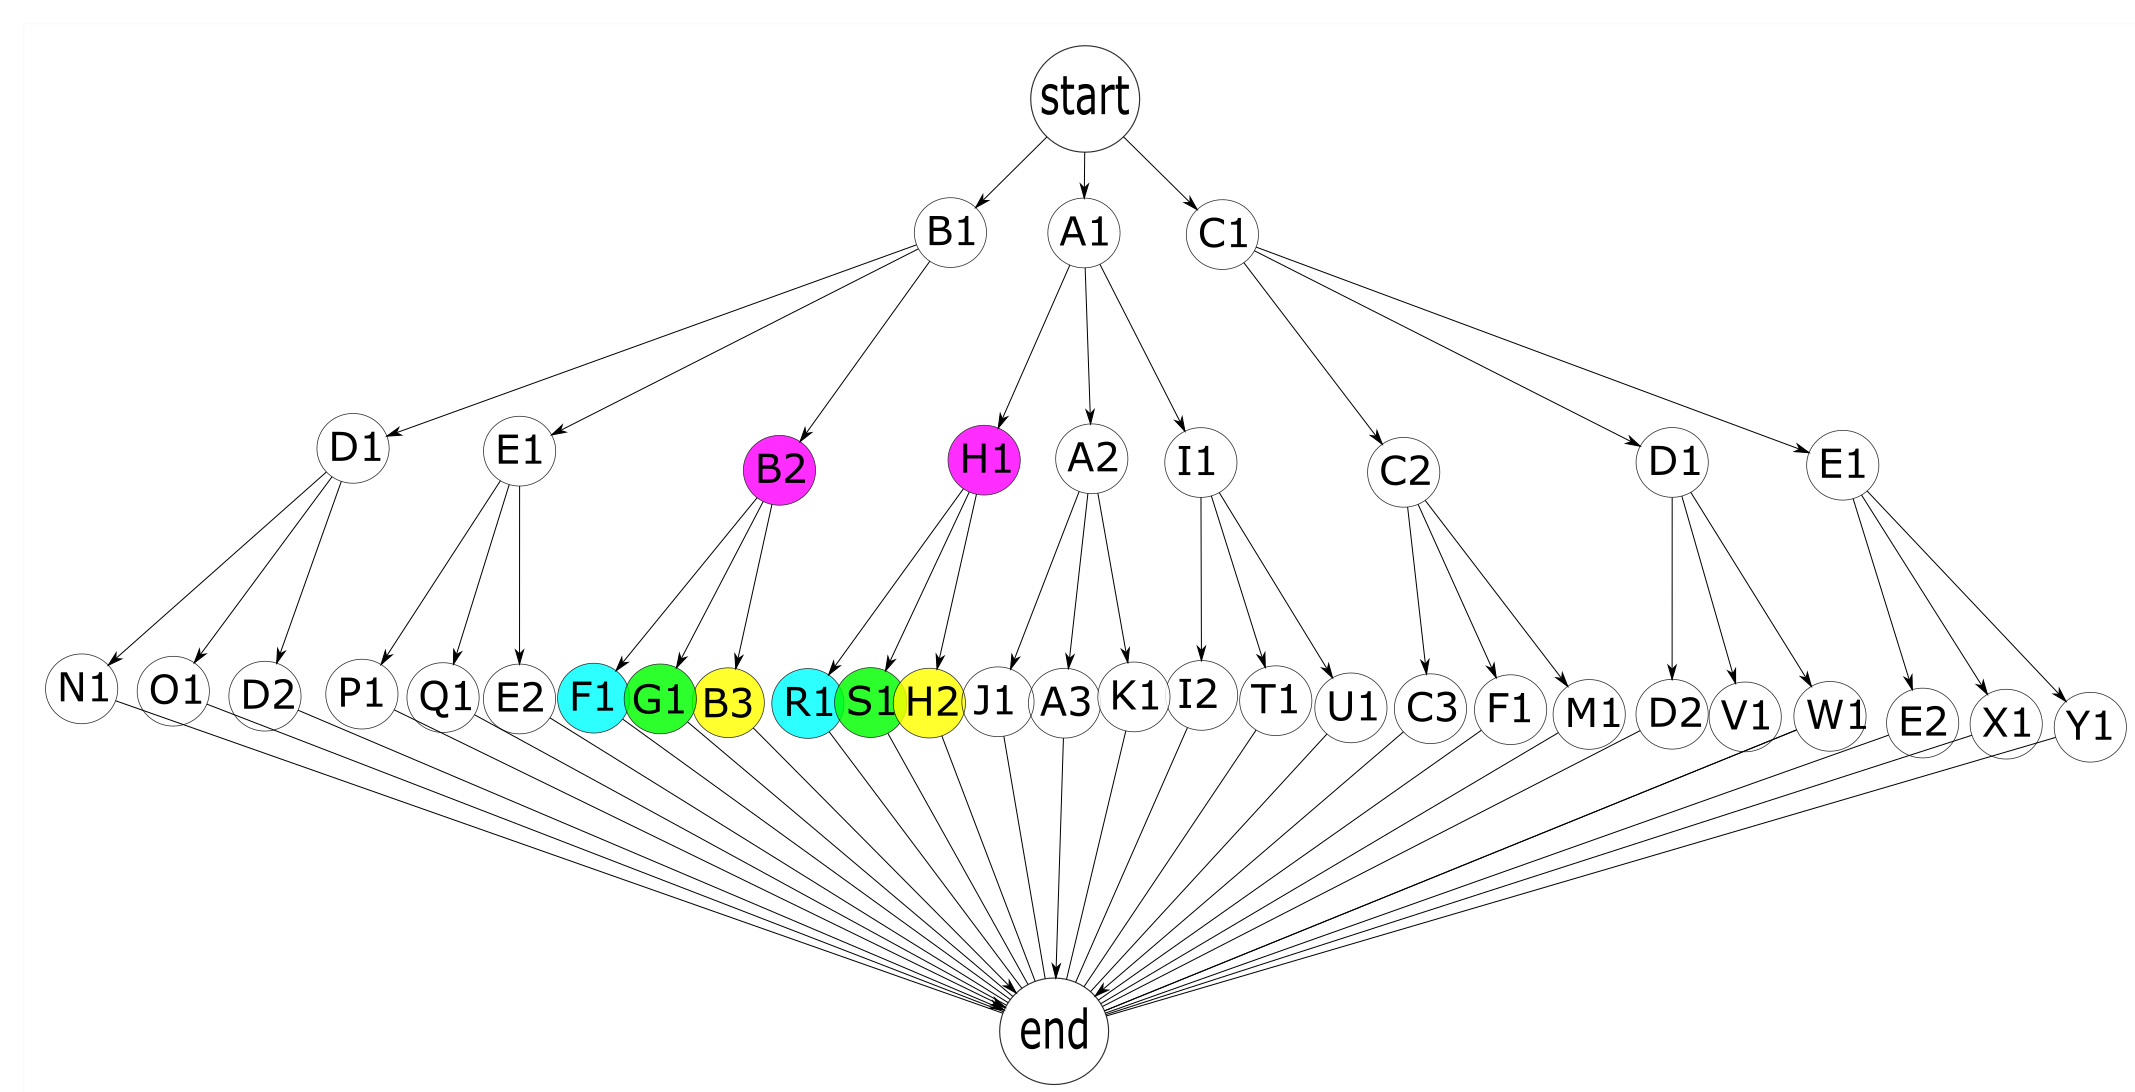 start
B1 A1 C1
D1 E1 B2 H1 A2 I1 C2 D1 E1
N1 O1 D2 P1 Q1 E2 F1 G1 B3 R1 S1 H2 J1 A3 K1 I2 T1 U1 C3 F1 M1 D2 V1 W1 E2 X1 Y1
end